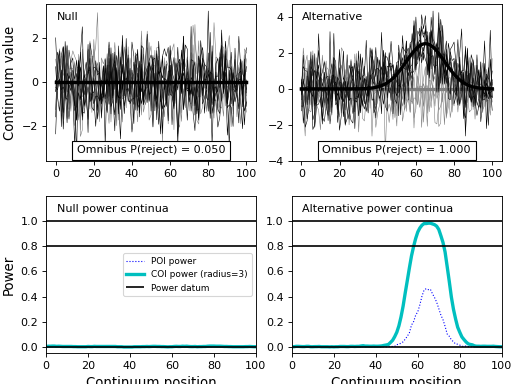 Null
Continuum value
2
0
−2
Omnibus P(reject) = 0.050
0 20 40 60 80 100
Alternative
4
2
0
−2
−4
Omnibus P(reject) = 1.000
0 20 40 60 80 100
Null power continua
Power
1.0
0.8
0.6
0.4
0.2
0.0
POI power
COI power (radius=3)
Power datum
0 20 40 60 80 100
Continuum position
Alternative power continua
1.0
0.8
0.6
0.4
0.2
0.0
0 20 40 60 80 100
Continuum position